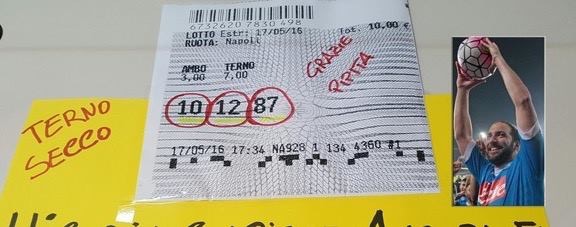 6732620 7830 498
LOTTO Estr: 17/05/16 Tot. 10,00 €
RUOTA: Napoli
AMBO TERNO
3,00 7,00
GRAZIE
PIPITA
10 12 87
TERNO
SECCO
17/05/16 17:34 NA928 1 134 4360 #1